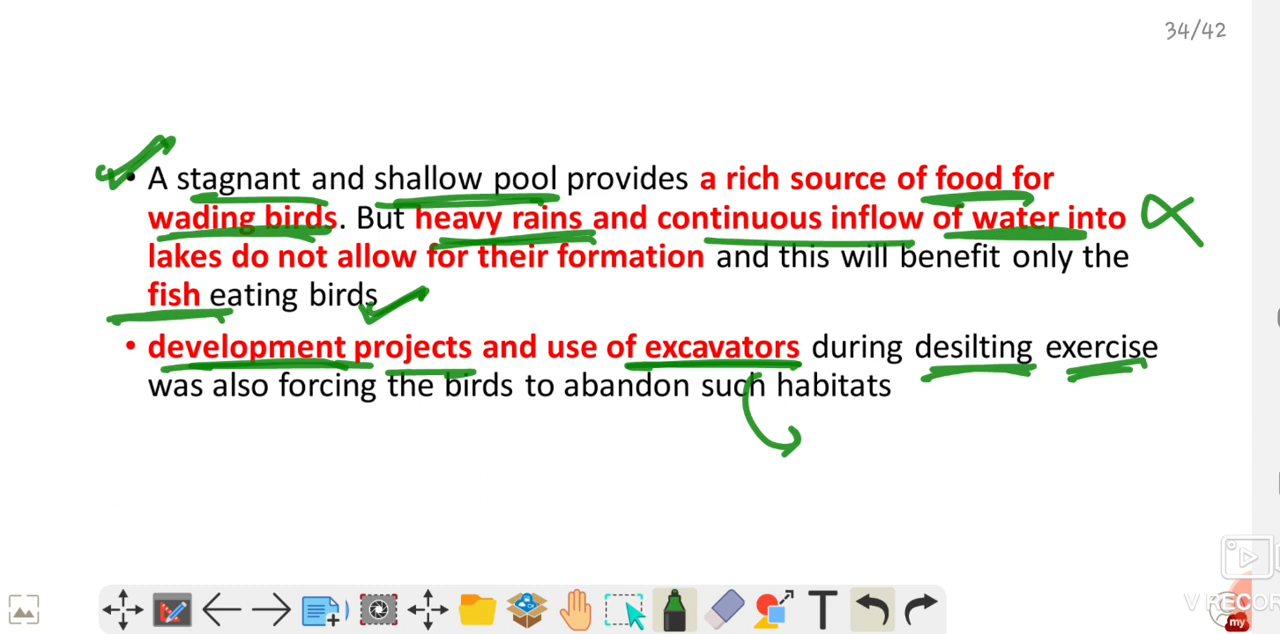 34/42
• A stagnant and shallow pool provides a rich source of food for
wading birds. But heavy rains and continuous inflow of water into
lakes do not allow for their formation and this will benefit only the
fish eating birds
• development projects and use of excavators during desilting exercise
was also forcing the birds to abandon such habitats
T
V RECOR
my